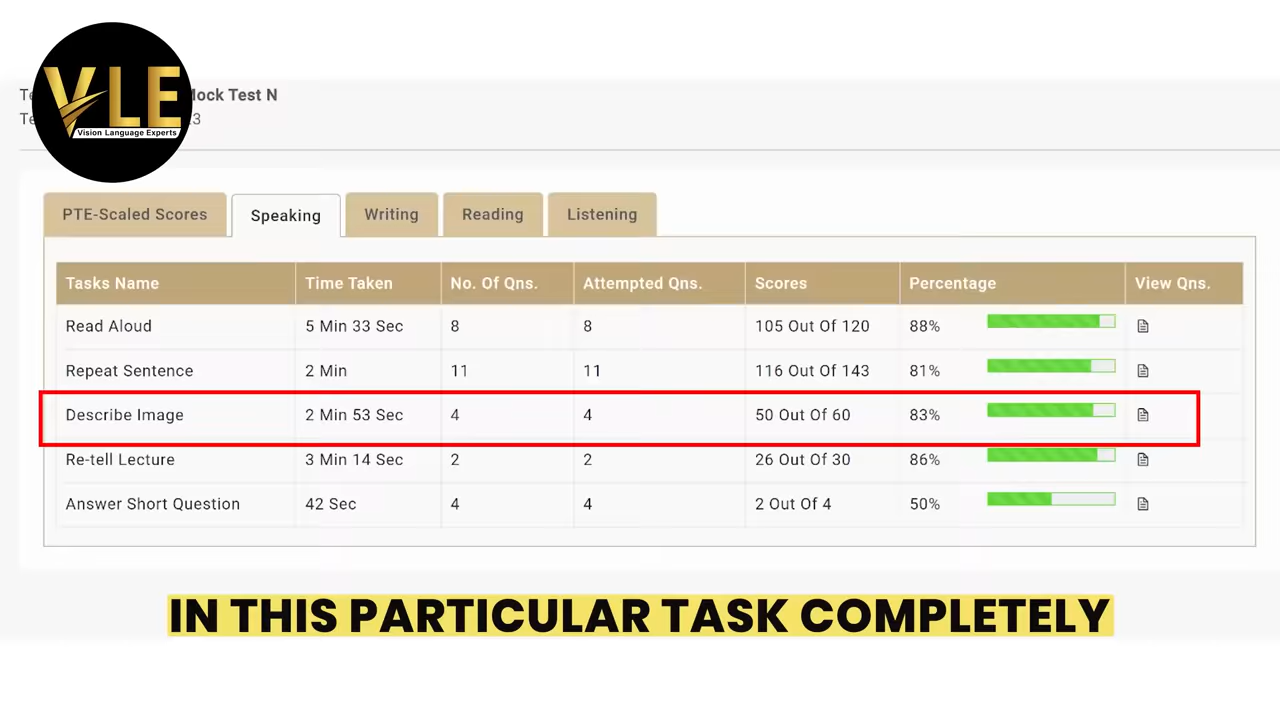 VLE
Vision Language Experts
Mock Test N
PTE-Scaled Scores Speaking Writing Reading Listening
Tasks Name Time Taken No. Of Qns. Attempted Qns. Scores Percentage View Qns.
Read Aloud 5 Min 33 Sec 8 8 105 Out Of 120 88%
Repeat Sentence 2 Min 11 11 116 Out Of 143 81%
Describe Image 2 Min 53 Sec 4 4 50 Out Of 60 83%
Re-tell Lecture 3 Min 14 Sec 2 2 26 Out Of 30 86%
Answer Short Question 42 Sec 4 4 2 Out Of 4 50%
IN THIS PARTICULAR TASK COMPLETELY